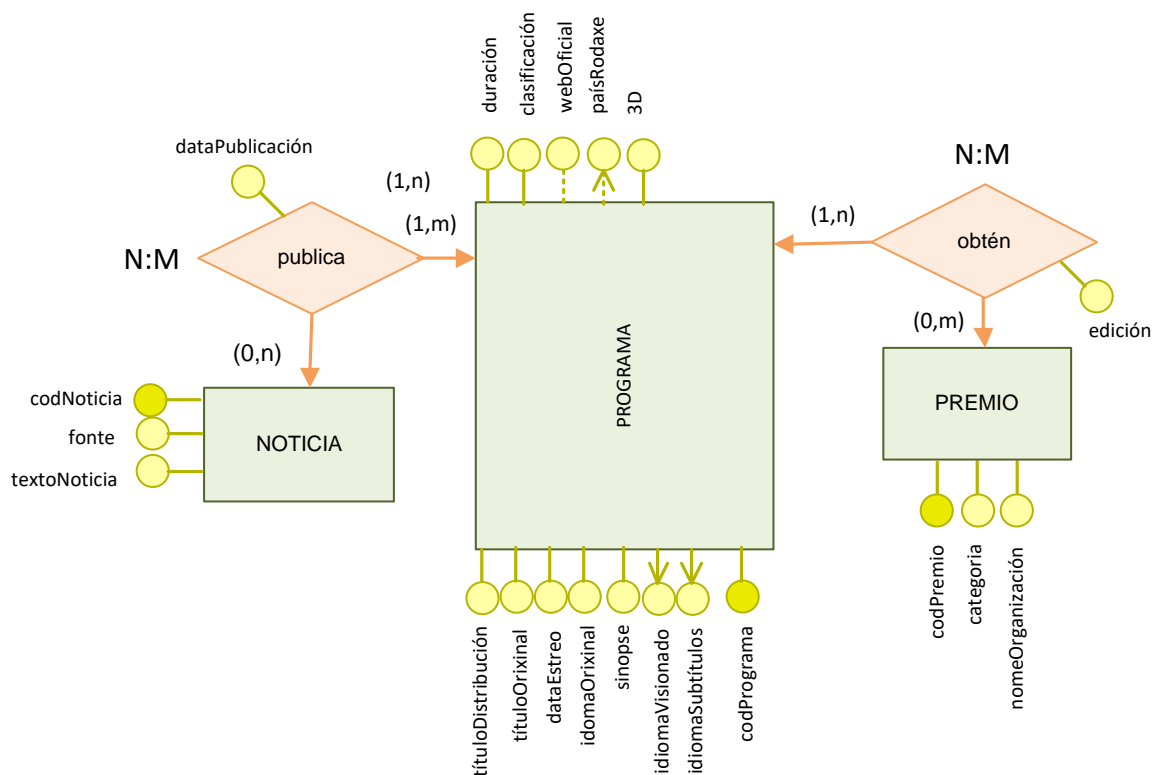 duración
clasificación
webOficial
paísRodaxe
3D
dataPublicación
N:M
(1,n)
(1,m)
(1,n)
publica
obtén
N:M
(0,n)
(0,m)
edición
PROGRAMA
codNoticia
fonte
textoNoticia
NOTICIA
PREMIO
títuloDistribución
títuloOrixinal
dataEstreo
idomaOrixinal
sinopse
idiomaVisionado
idiomaSubtítulos
codPrograma
codPremio
categoria
nomeOrganización